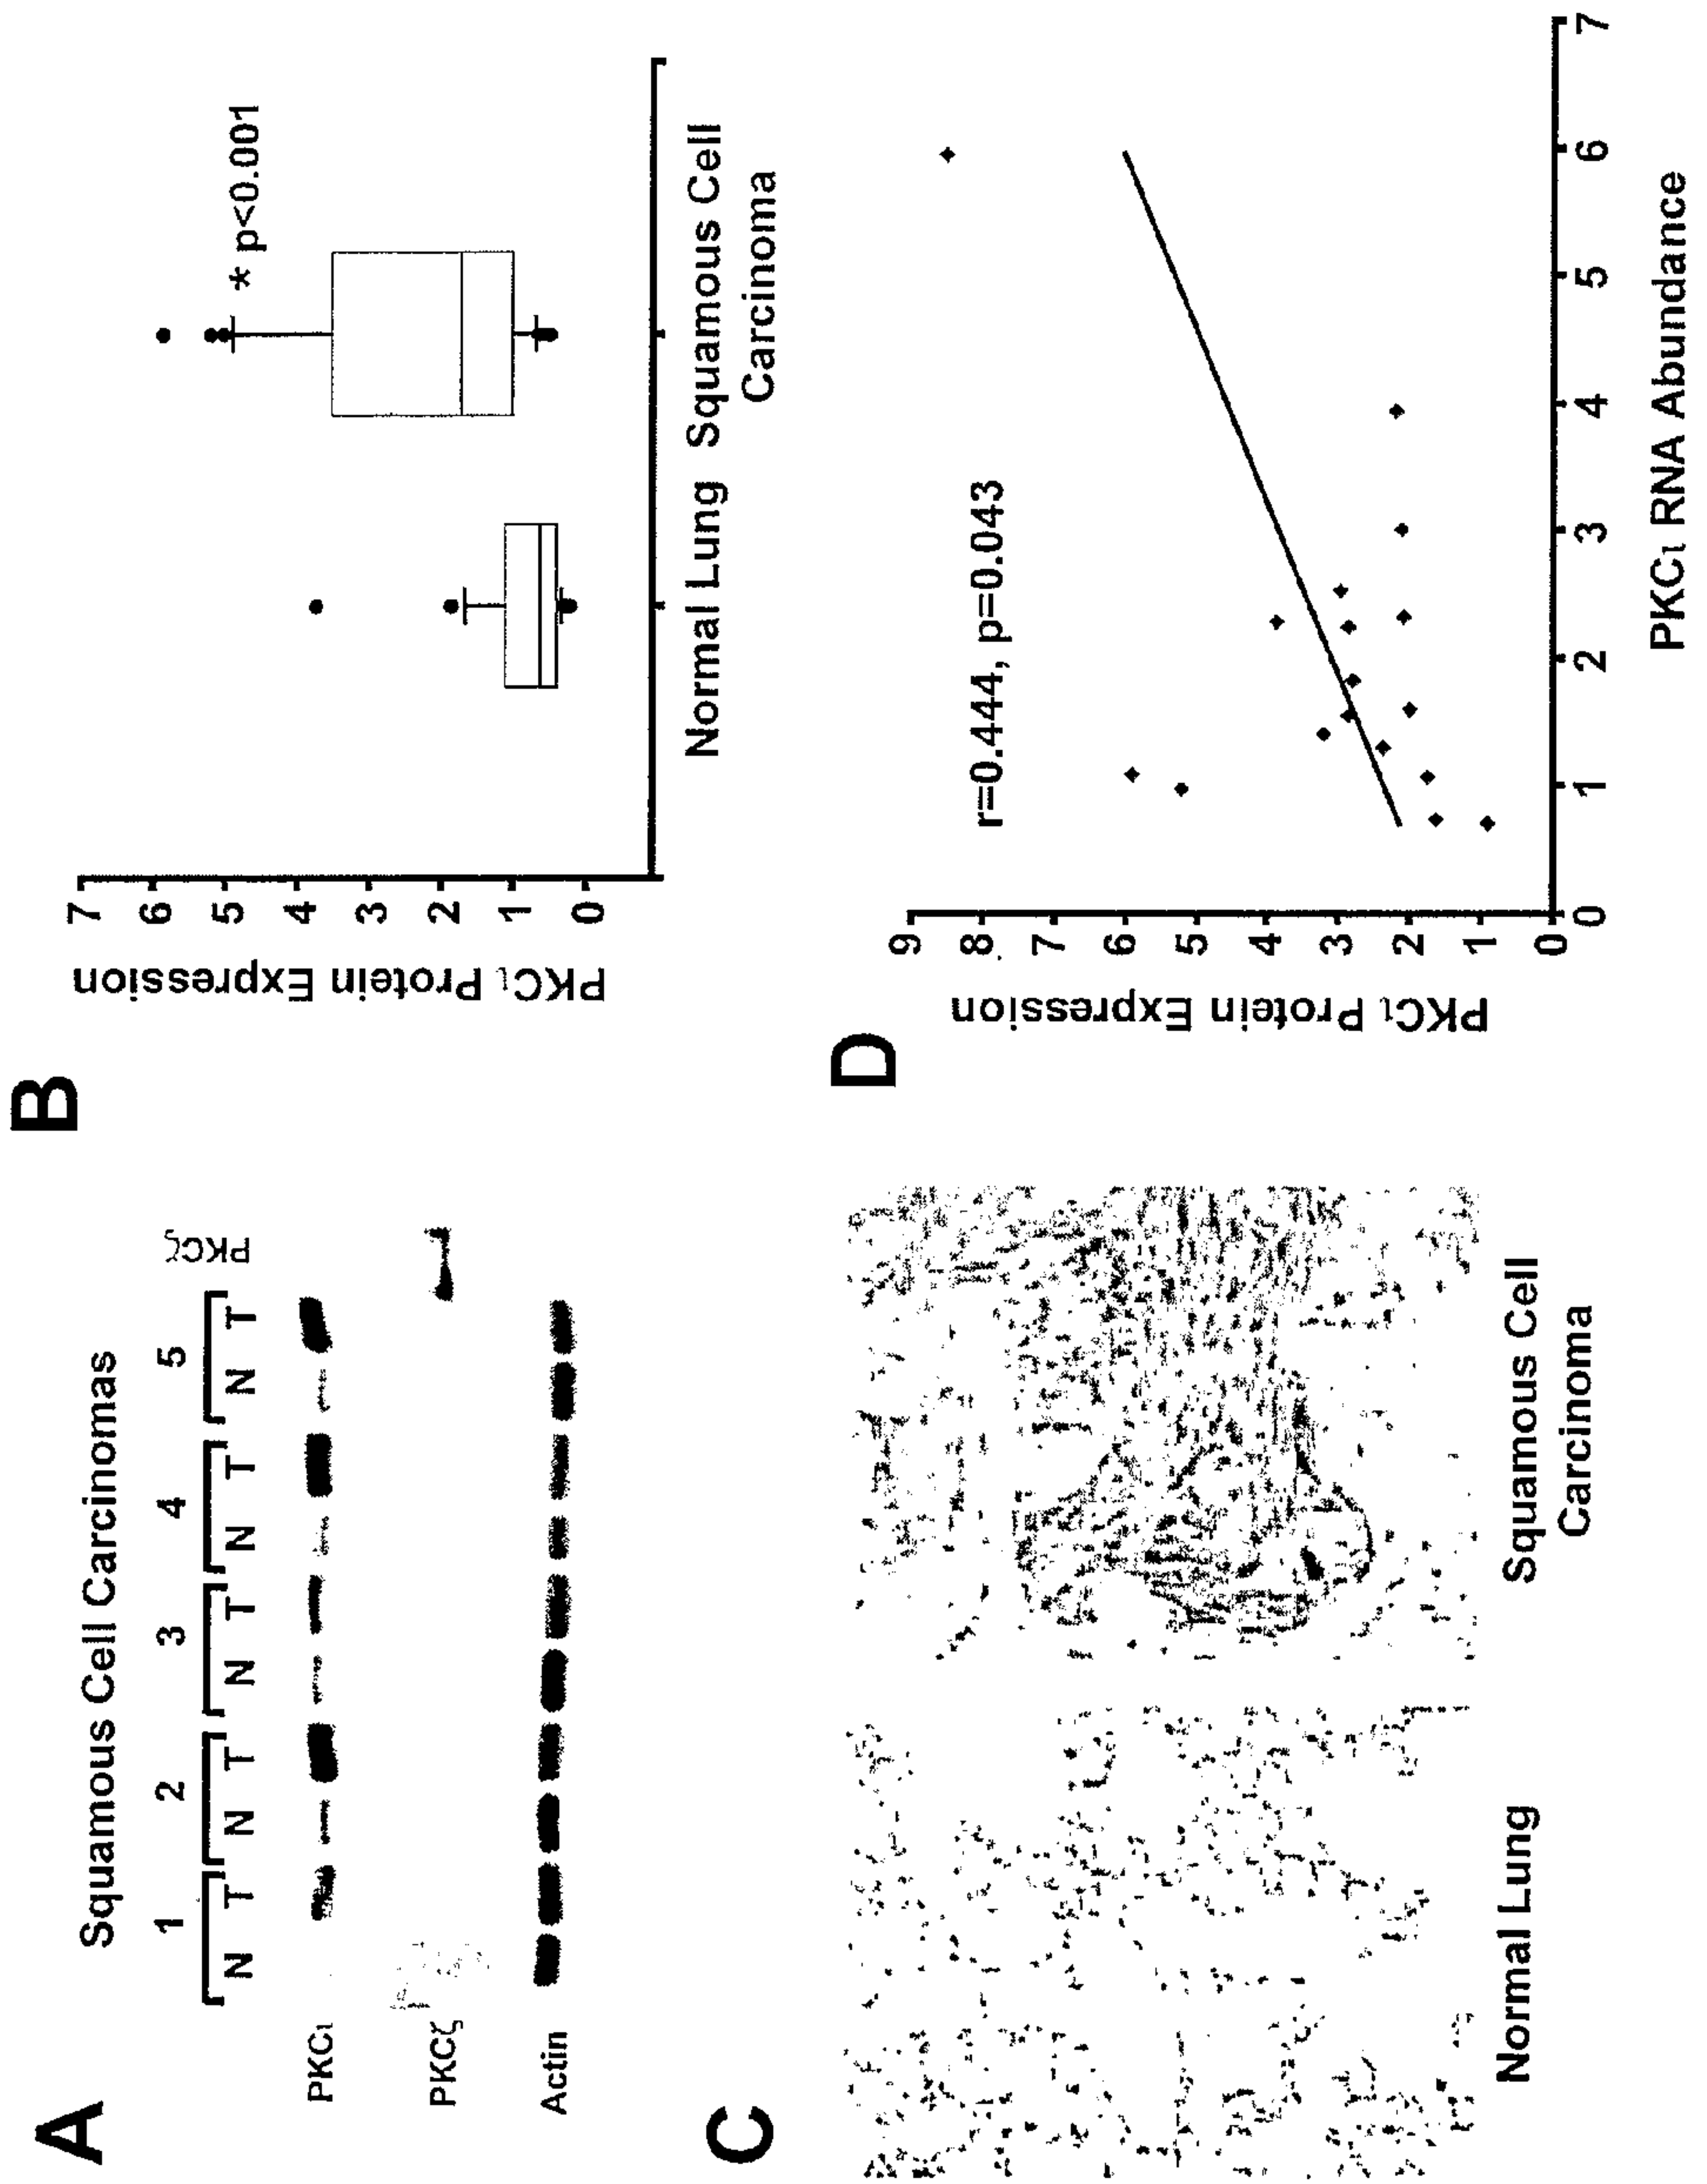 A
Squamous Cell Carcinomas
1 2 3 4 5
N T N T N T N T N T PKCζ
PKCι
PKCζ
Actin
B
PKCι Protein Expression
7
6
5
4
3
2
1
0
* p<0.001
Normal Lung Squamous Cell
Carcinoma
C
Normal Lung
Squamous Cell
Carcinoma
D
PKCι Protein Expression
9
8
7
6
5
4
3
2
1
0
r=0.444, p=0.043
0 1 2 3 4 5 6 7
PKCι RNA Abundance